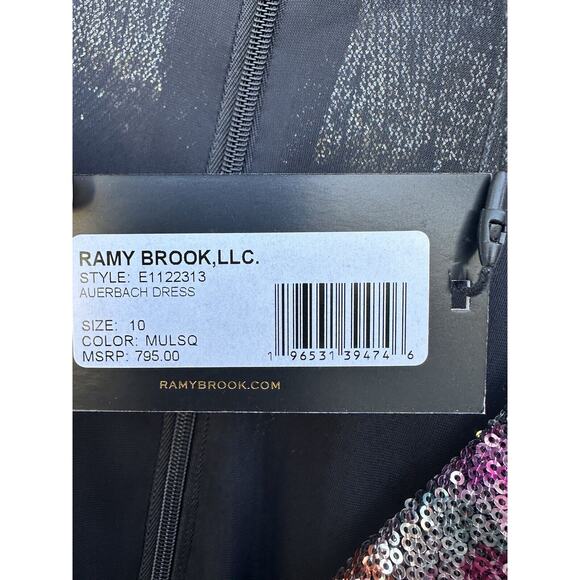 RAMY BROOK,LLC.
STYLE: E1122313
AUERBACH DRESS
SIZE: 10
COLOR: MULSQ
MSRP: 795.00
1 96531 39474 6
RAMYBROOK.COM